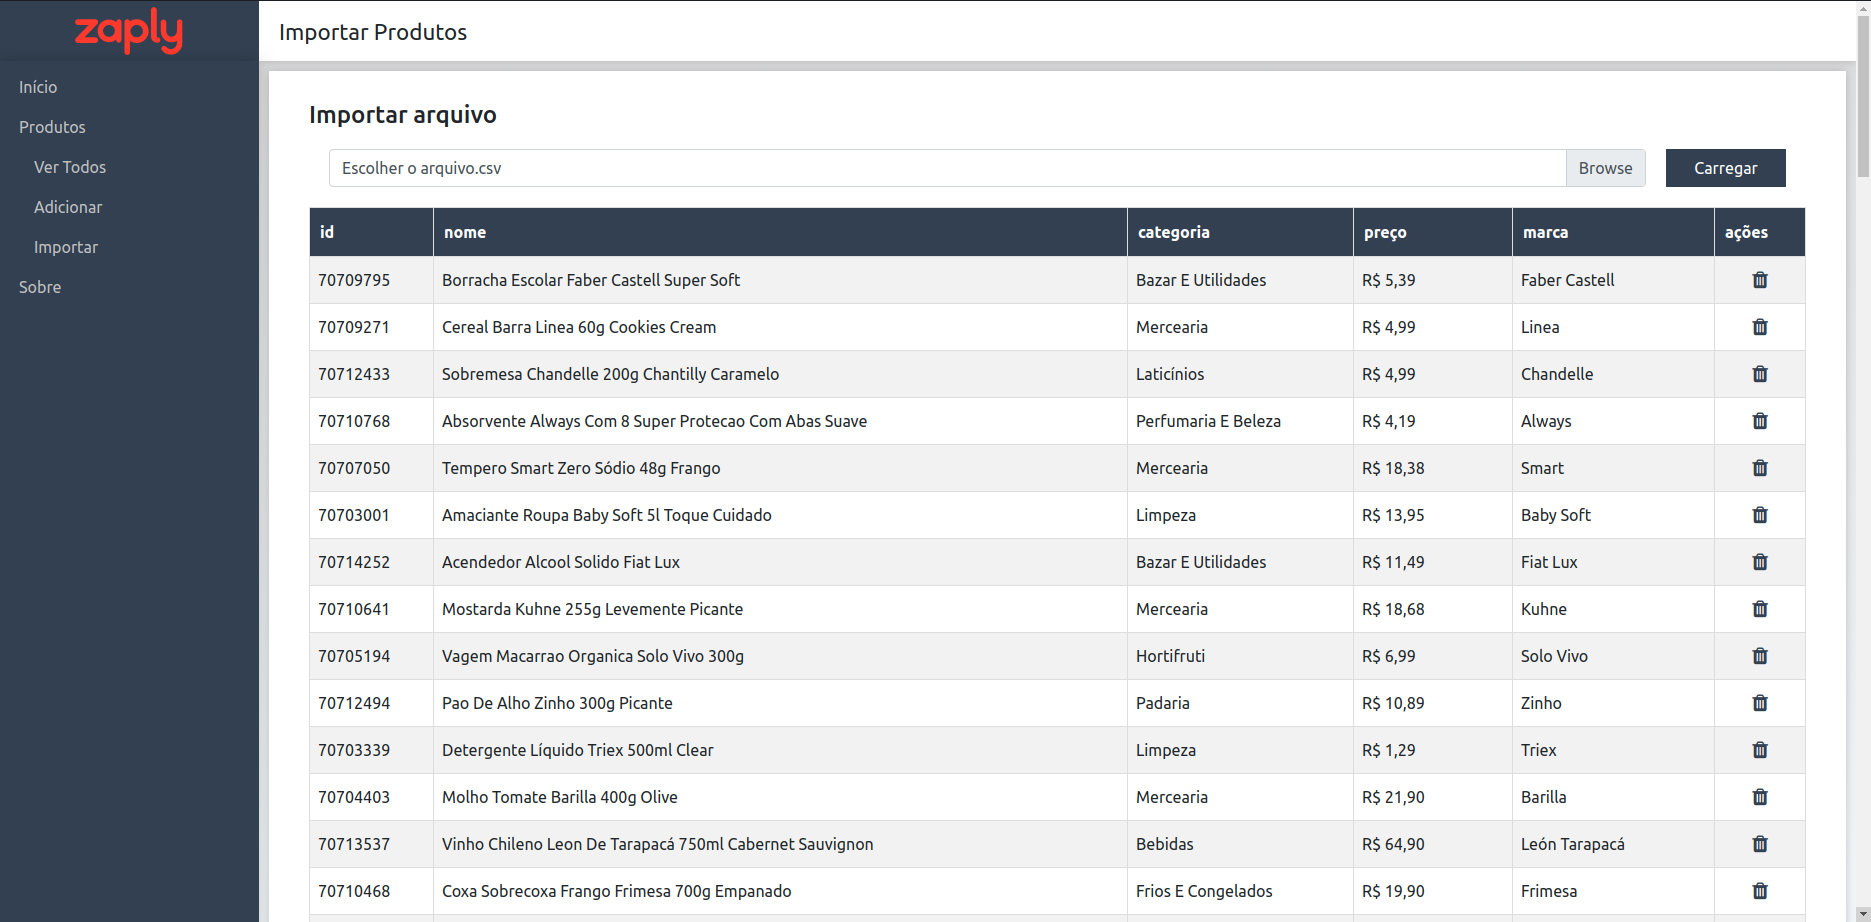 zaply
Importar Produtos
Início
Produtos
Ver Todos
Adicionar
Importar
Sobre
Importar arquivo
Escolher o arquivo.csv Browse Carregar
id nome categoria preço marca ações
70709795 Borracha Escolar Faber Castell Super Soft Bazar E Utilidades R$ 5,39 Faber Castell
70709271 Cereal Barra Linea 60g Cookies Cream Mercearia R$ 4,99 Linea
70712433 Sobremesa Chandelle 200g Chantilly Caramelo Laticínios R$ 4,99 Chandelle
70710768 Absorvente Always Com 8 Super Protecao Com Abas Suave Perfumaria E Beleza R$ 4,19 Always
70707050 Tempero Smart Zero Sódio 48g Frango Mercearia R$ 18,38 Smart
70703001 Amaciante Roupa Baby Soft 5l Toque Cuidado Limpeza R$ 13,95 Baby Soft
70714252 Acendedor Alcool Solido Fiat Lux Bazar E Utilidades R$ 11,49 Fiat Lux
70710641 Mostarda Kuhne 255g Levemente Picante Mercearia R$ 18,68 Kuhne
70705194 Vagem Macarrao Organica Solo Vivo 300g Hortifruti R$ 6,99 Solo Vivo
70712494 Pao De Alho Zinho 300g Picante Padaria R$ 10,89 Zinho
70703339 Detergente Líquido Triex 500ml Clear Limpeza R$ 1,29 Triex
70704403 Molho Tomate Barilla 400g Olive Mercearia R$ 21,90 Barilla
70713537 Vinho Chileno Leon De Tarapacá 750ml Cabernet Sauvignon Bebidas R$ 64,90 León Tarapacá
70710468 Coxa Sobrecoxa Frango Frimesa 700g Empanado Frios E Congelados R$ 19,90 Frimesa